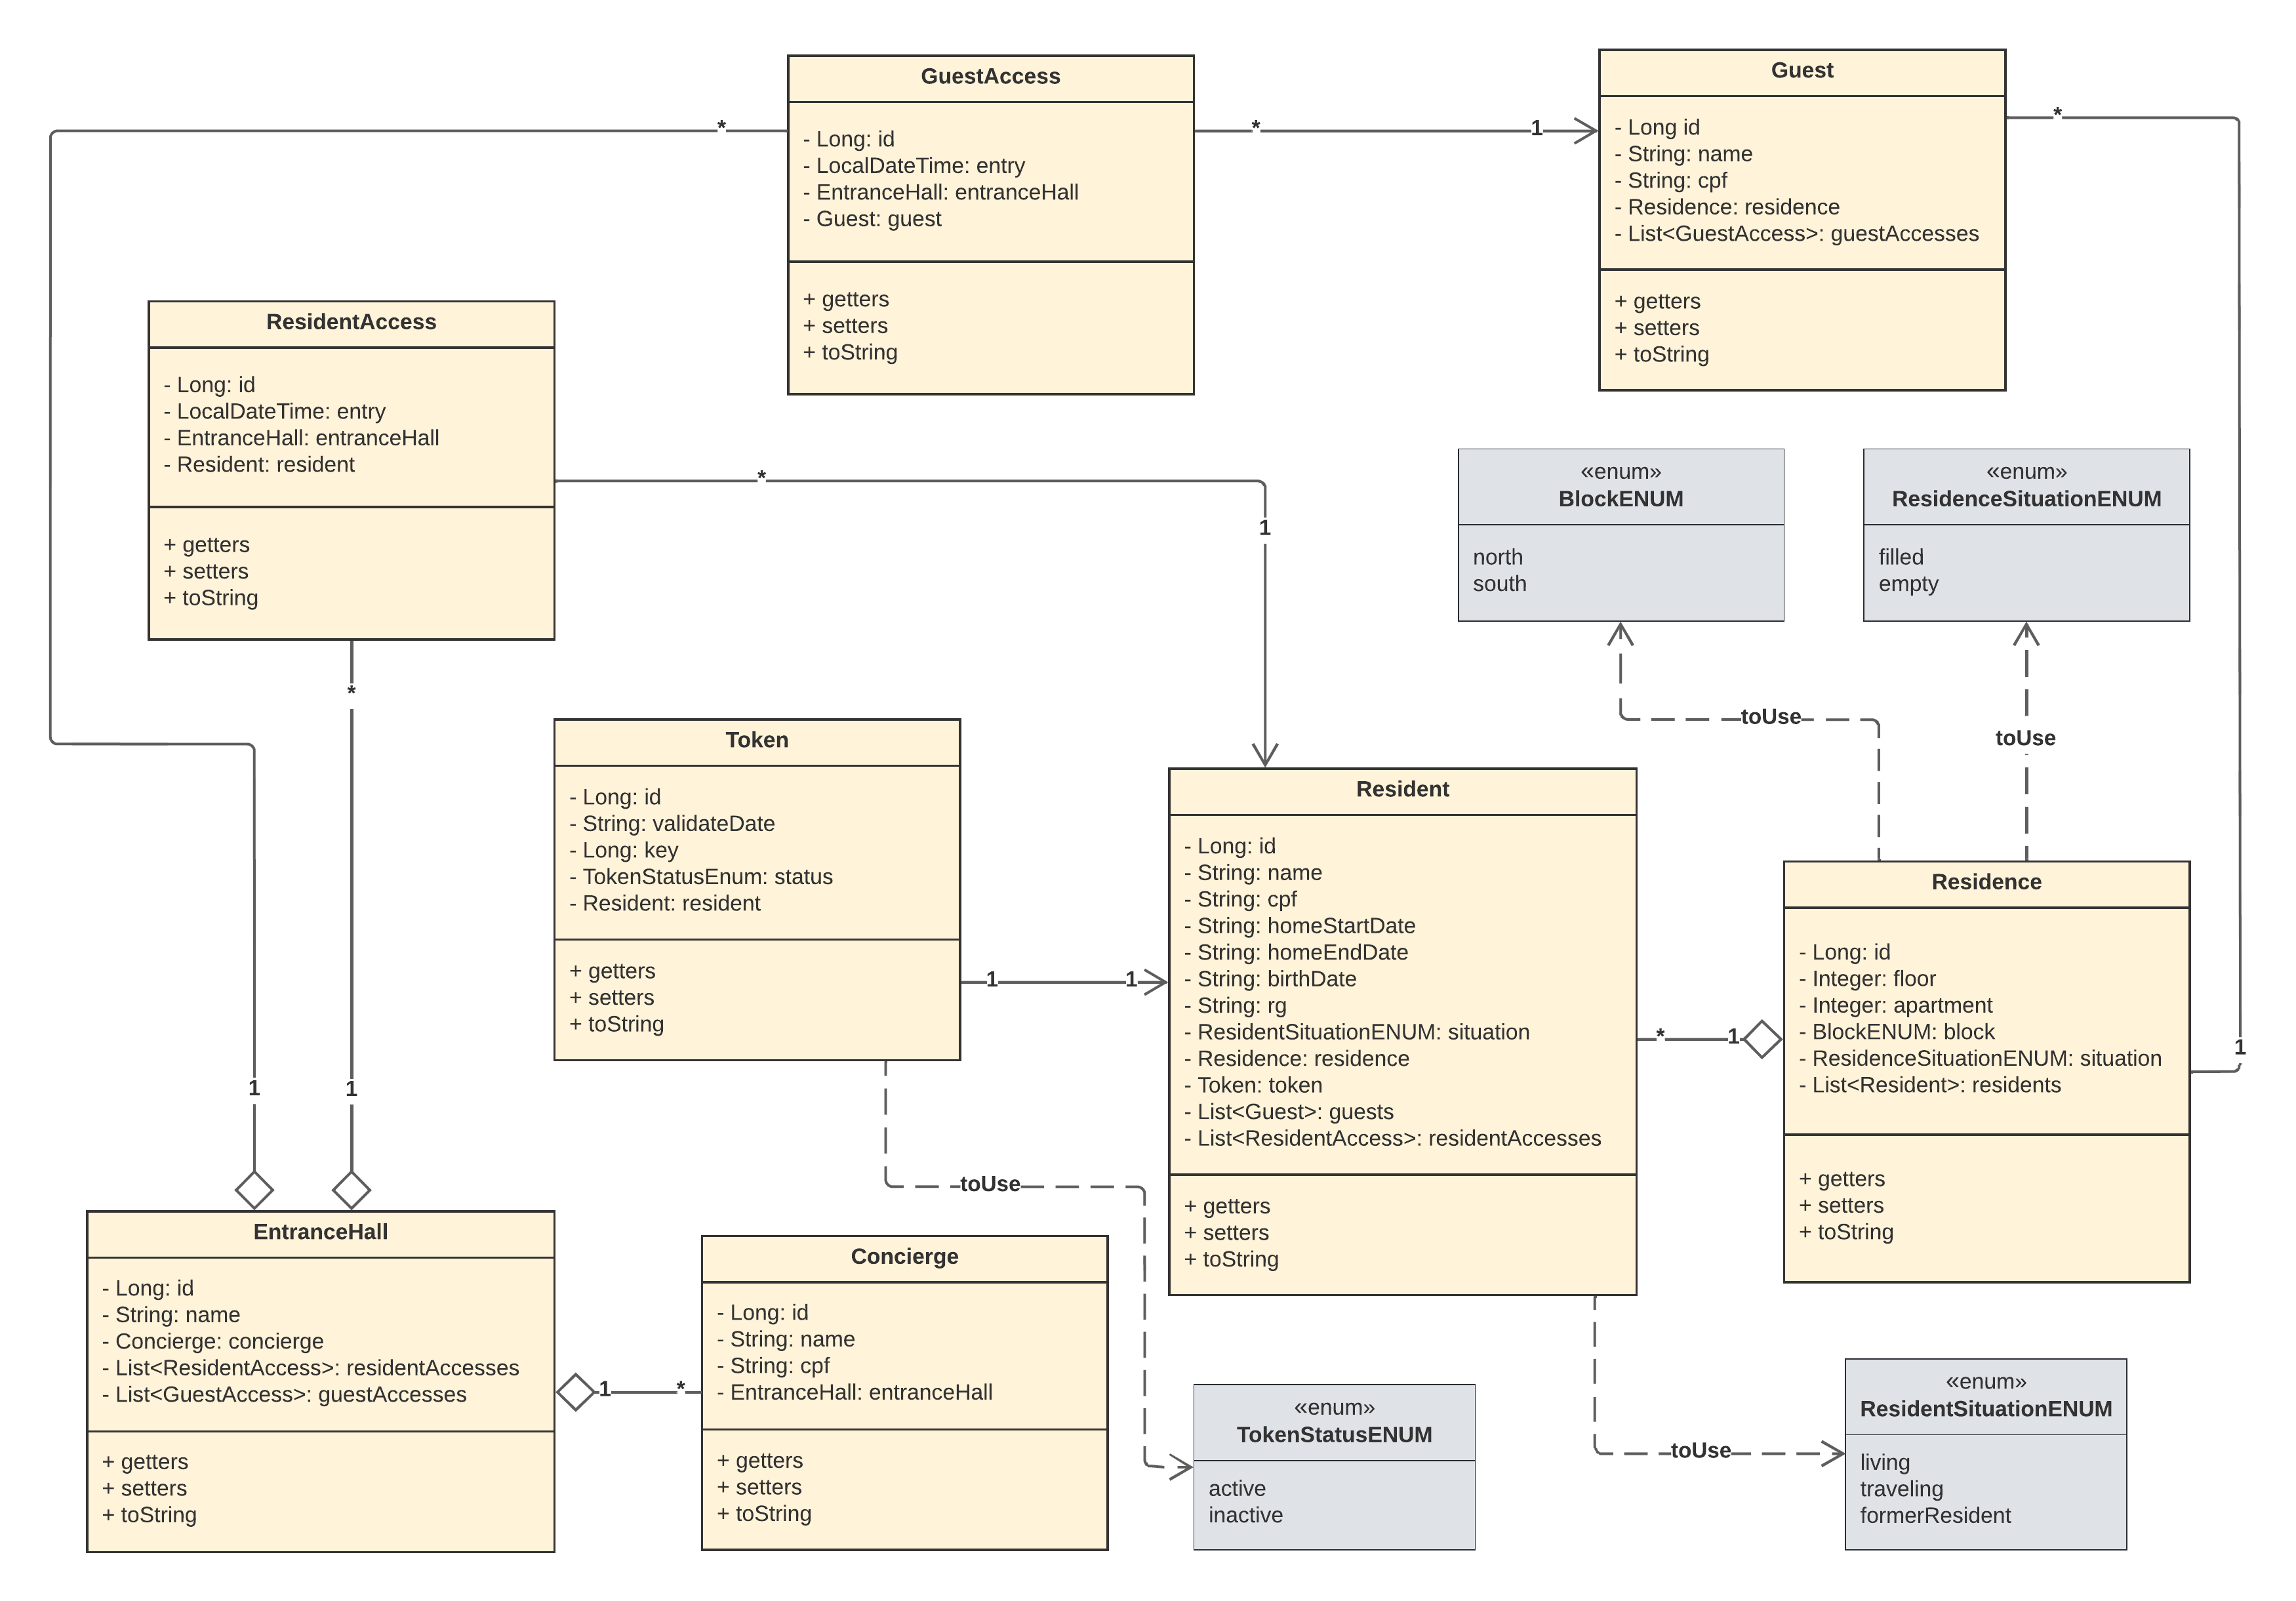 GuestAccess
- Long: id
- LocalDateTime: entry
- EntranceHall: entranceHall
- Guest: guest
+ getters
+ setters
+ toString
Guest
- Long id
- String: name
- String: cpf
- Residence: residence
- List<GuestAccess>: guestAccesses
+ getters
+ setters
+ toString
*
*
1
*
ResidentAccess
- Long: id
- LocalDateTime: entry
- EntranceHall: entranceHall
- Resident: resident
+ getters
+ setters
+ toString
*
1
*
«enum»
BlockENUM
north
south
«enum»
ResidenceSituationENUM
filled
empty
toUse
toUse
Token
- Long: id
- String: validateDate
- Long: key
- TokenStatusEnum: status
- Resident: resident
+ getters
+ setters
+ toString
1
1
toUse
Resident
- Long: id
- String: name
- String: cpf
- String: homeStartDate
- String: homeEndDate
- String: birthDate
- String: rg
- ResidentSituationENUM: situation
- Residence: residence
- Token: token
- List<Guest>: guests
- List<ResidentAccess>: residentAccesses
+ getters
+ setters
+ toString
*
1
Residence
- Long: id
- Integer: floor
- Integer: apartment
- BlockENUM: block
- ResidenceSituationENUM: situation
- List<Resident>: residents
+ getters
+ setters
+ toString
1
1
1
EntranceHall
- Long: id
- String: name
- Concierge: concierge
- List<ResidentAccess>: residentAccesses
- List<GuestAccess>: guestAccesses
+ getters
+ setters
+ toString
1
*
Concierge
- Long: id
- String: name
- String: cpf
- EntranceHall: entranceHall
+ getters
+ setters
+ toString
«enum»
TokenStatusENUM
active
inactive
toUse
«enum»
ResidentSituationENUM
living
traveling
formerResident